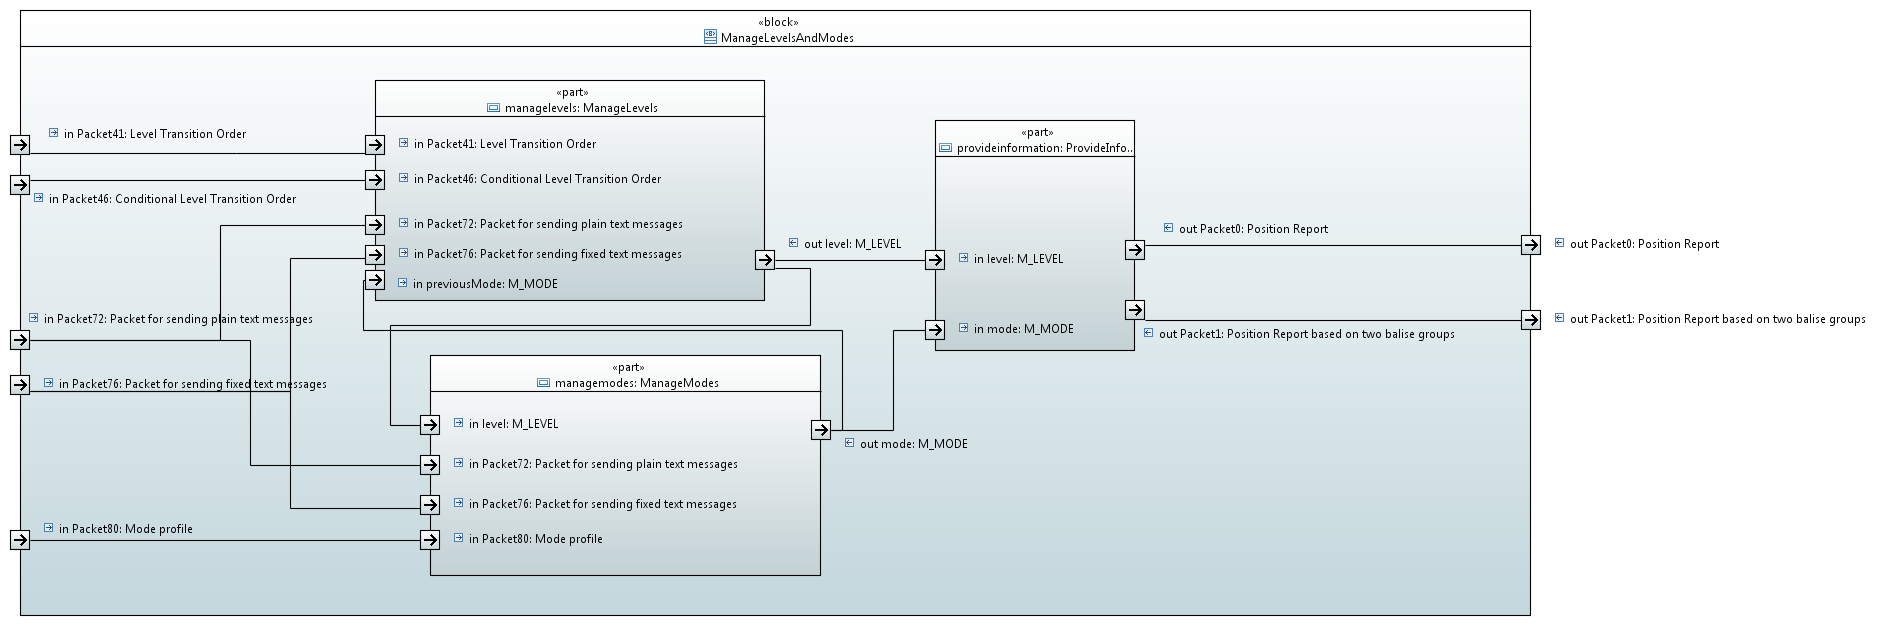 «block»
ManageLevelsAndModes
«part»
managelevels: ManageLevels
in Packet41: Level Transition Order
in Packet41: Level Transition Order
in Packet46: Conditional Level Transition Order
in Packet46: Conditional Level Transition Order
in Packet72: Packet for sending plain text messages
in Packet76: Packet for sending fixed text messages
in previousMode: M_MODE
out level: M_LEVEL
«part»
provideinformation: ProvideInfo..
in level: M_LEVEL
in mode: M_MODE
out Packet0: Position Report
out Packet0: Position Report
out Packet1: Position Report based on two balise groups
out Packet1: Position Report based on two balise groups
in Packet72: Packet for sending plain text messages
in Packet76: Packet for sending fixed text messages
«part»
managemodes: ManageModes
in level: M_LEVEL
out mode: M_MODE
in Packet72: Packet for sending plain text messages
in Packet76: Packet for sending fixed text messages
in Packet80: Mode profile
in Packet80: Mode profile